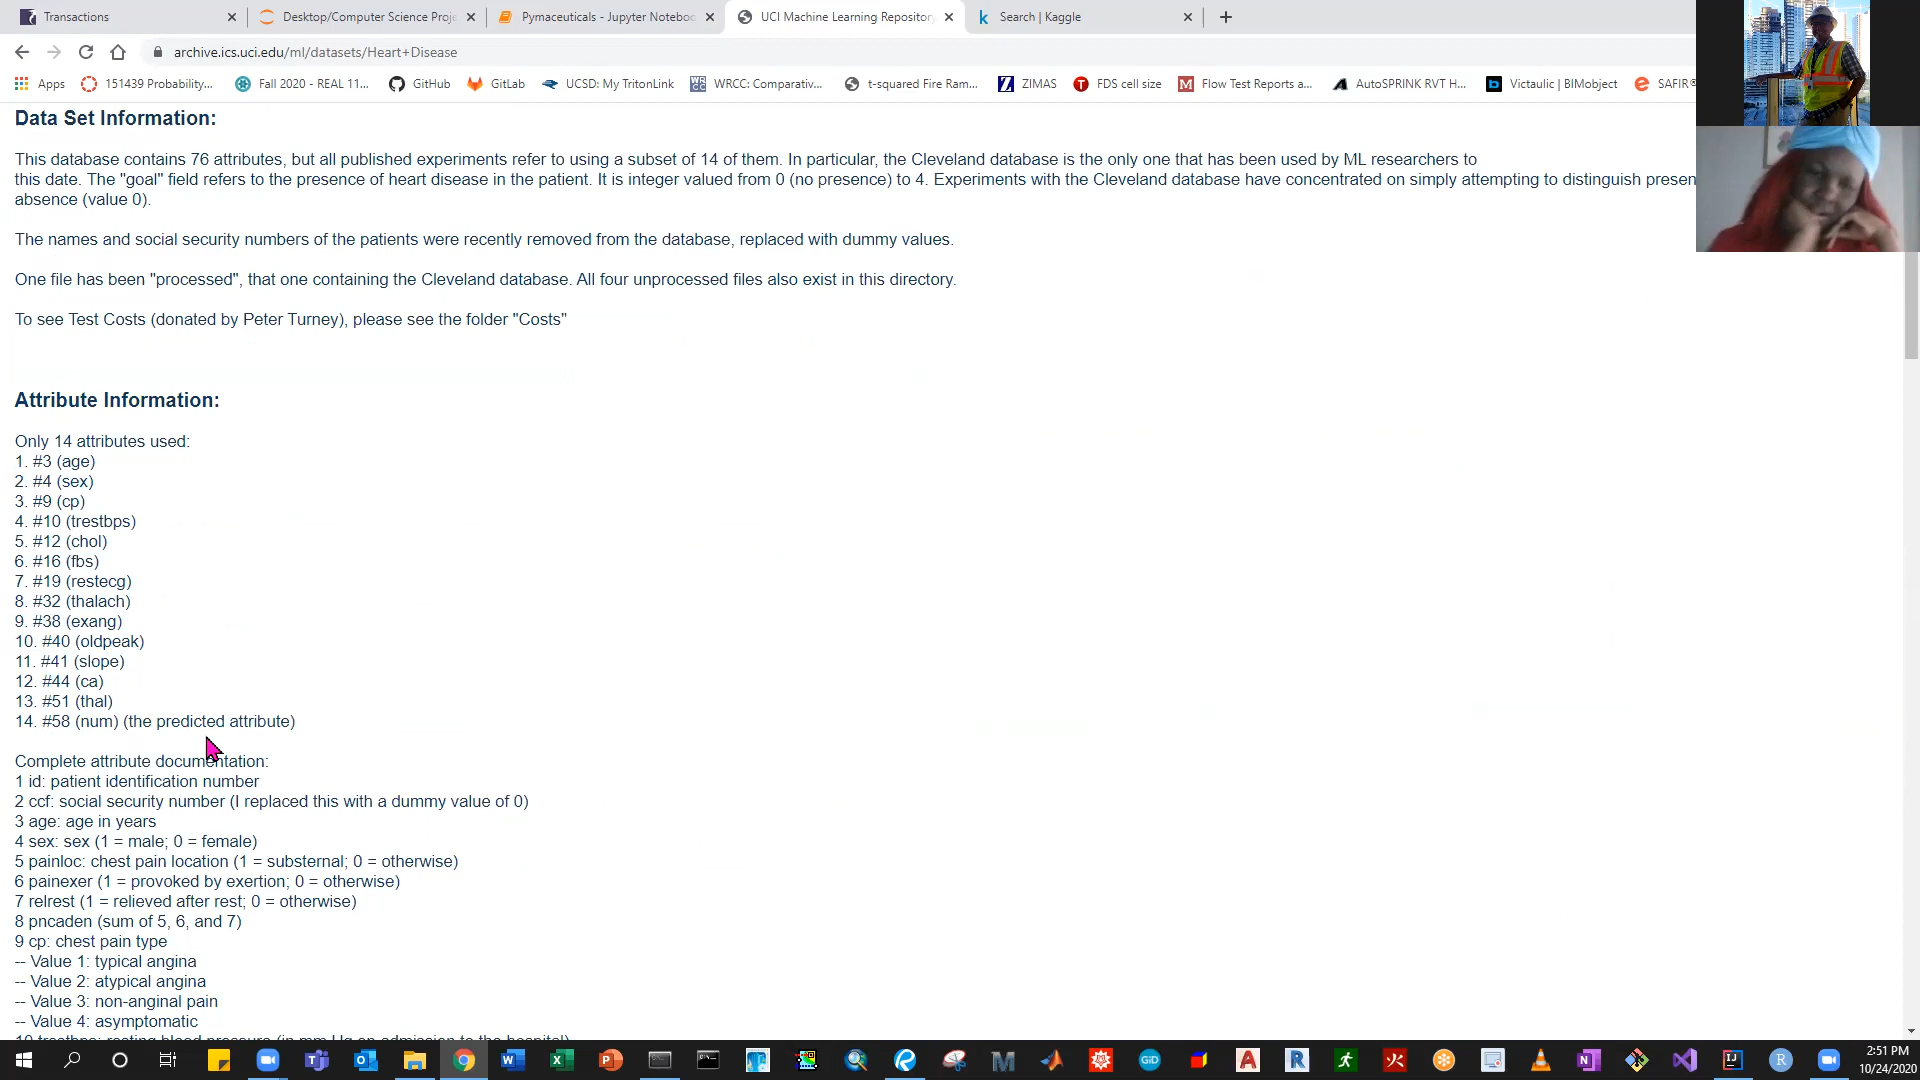 Transactions
Desktop/Computer Science Proje
Pymaceuticals - Jupyter Noteboo
UCI Machine Learning Repository
Search | Kaggle
archive.ics.uci.edu/ml/datasets/Heart+Disease
Apps
151439 Probability...
Fall 2020 - REAL 11...
GitHub
GitLab
UCSD: My TritonLink
WRCC: Comparativ...
t-squared Fire Ram...
ZIMAS
FDS cell size
Flow Test Reports a...
AutoSPRINK RVT H...
Victaulic | BIMobject
SAFIR®
Data Set Information:
This database contains 76 attributes, but all published experiments refer to using a subset of 14 of them. In particular, the Cleveland database is the only one that has been used by ML researchers to
this date. The "goal" field refers to the presence of heart disease in the patient. It is integer valued from 0 (no presence) to 4. Experiments with the Cleveland database have concentrated on simply attempting to distinguish presen
absence (value 0).
The names and social security numbers of the patients were recently removed from the database, replaced with dummy values.
One file has been "processed", that one containing the Cleveland database. All four unprocessed files also exist in this directory.
To see Test Costs (donated by Peter Turney), please see the folder "Costs"
Attribute Information:
Only 14 attributes used:
1. #3 (age)
2. #4 (sex)
3. #9 (cp)
4. #10 (trestbps)
5. #12 (chol)
6. #16 (fbs)
7. #19 (restecg)
8. #32 (thalach)
9. #38 (exang)
10. #40 (oldpeak)
11. #41 (slope)
12. #44 (ca)
13. #51 (thal)
14. #58 (num) (the predicted attribute)
Complete attribute documentation:
1 id: patient identification number
2 ccf: social security number (I replaced this with a dummy value of 0)
3 age: age in years
4 sex: sex (1 = male; 0 = female)
5 painloc: chest pain location (1 = substernal; 0 = otherwise)
6 painexer (1 = provoked by exertion; 0 = otherwise)
7 relrest (1 = relieved after rest; 0 = otherwise)
8 pncaden (sum of 5, 6, and 7)
9 cp: chest pain type
-- Value 1: typical angina
-- Value 2: atypical angina
-- Value 3: non-anginal pain
-- Value 4: asymptomatic
10 trestbps: resting blood pressure (in mm Hg on admission to the hospital)
2:51 PM
10/24/2020